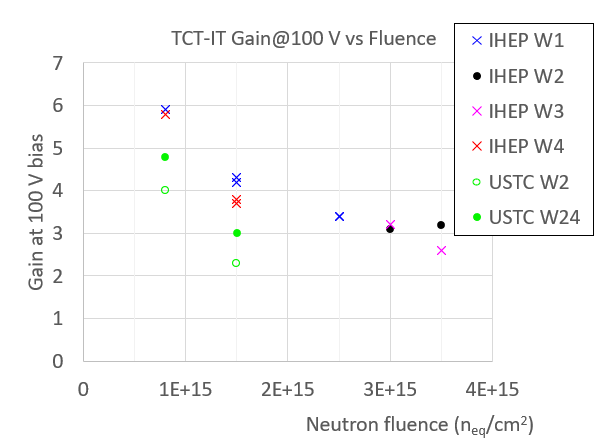 TCT-IT Gain@100 V vs Fluence
IHEP W1
IHEP W2
IHEP W3
IHEP W4
USTC W2
USTC W24
Gain at 100 V bias
7
6
5
4
3
2
1
0
0
1E+15
2E+15
3E+15
4E+15
Neutron fluence (n_eq/cm²)